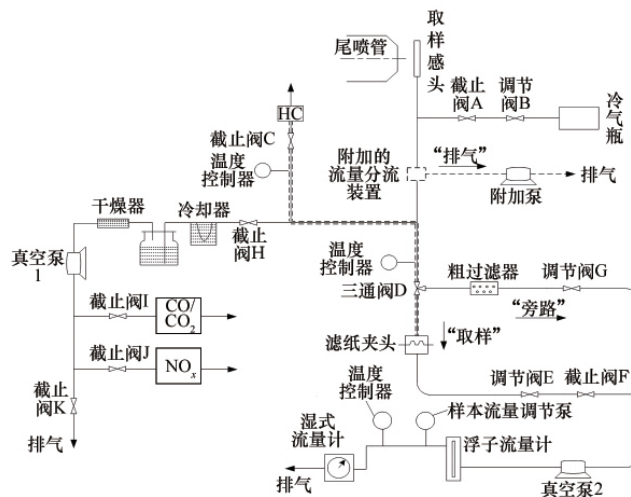 尾喷管
取样感头
截止
阀A
调节
阀B
冷气瓶
HC
截止阀C
温度
控制器
附加的
流量分流
装置
“排气”
附加泵
排气
干燥器
冷却器
截止
阀H
真空泵
1
温度
控制器
三通阀D
粗过滤器
调节阀G
“旁路”
截止阀I
CO/
CO₂
截止阀J
NOₓ
滤纸夹头
“取样”
截止
阀K
排气
温度
控制器
调节阀E
截止阀F
样本流量调节泵
湿式
流量计
浮子流量计
排气
真空泵2